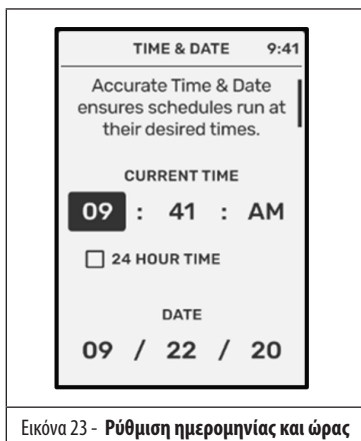 TIME & DATE 9:41
Accurate Time & Date
ensures schedules run at
their desired times.
CURRENT TIME
09 : 41 : AM
24 HOUR TIME
DATE
09 / 22 / 20
Εικόνα 23 - Ρύθμιση ημερομηνίας και ώρας